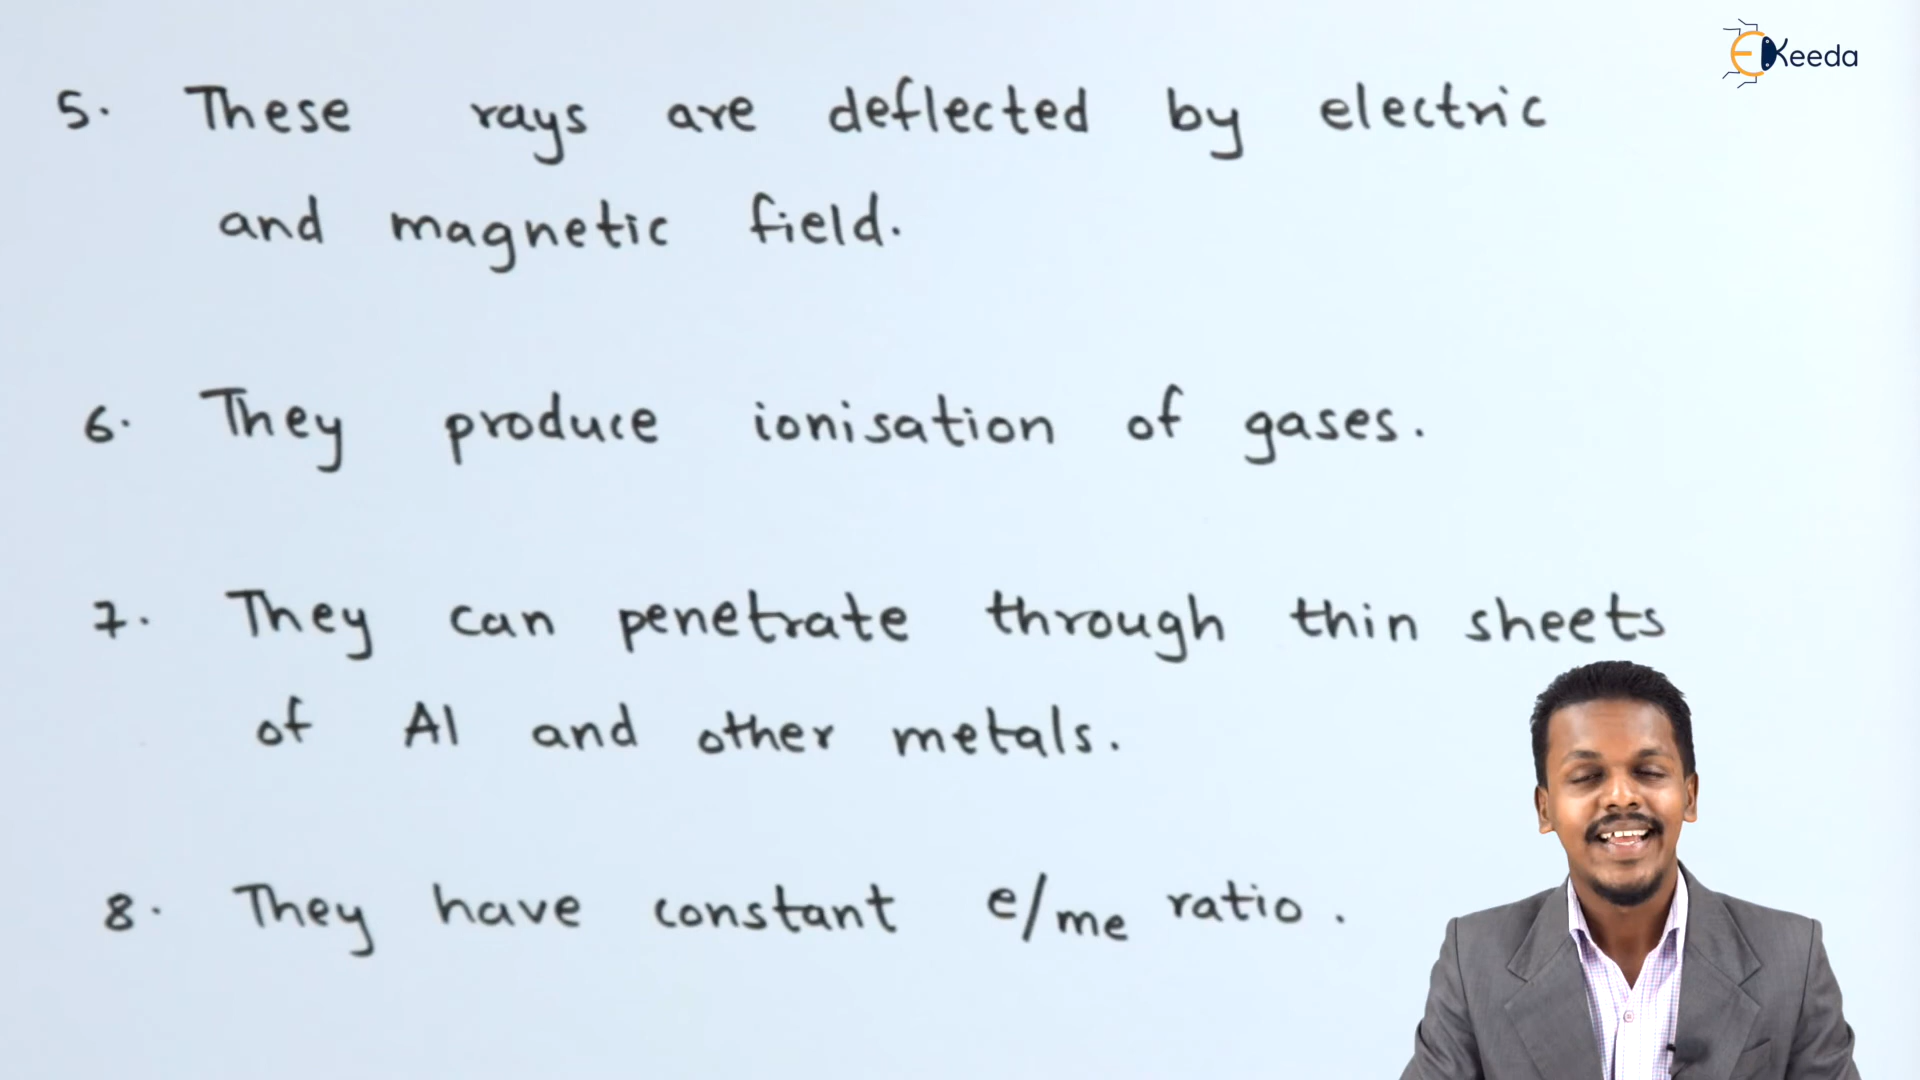 EKeeda
5. These rays are deflected by electric
and magnetic field.
6. They produce ionisation of gases.
7. They can penetrate through thin sheets
of Al and other metals.
8. They have constant e/me ratio.